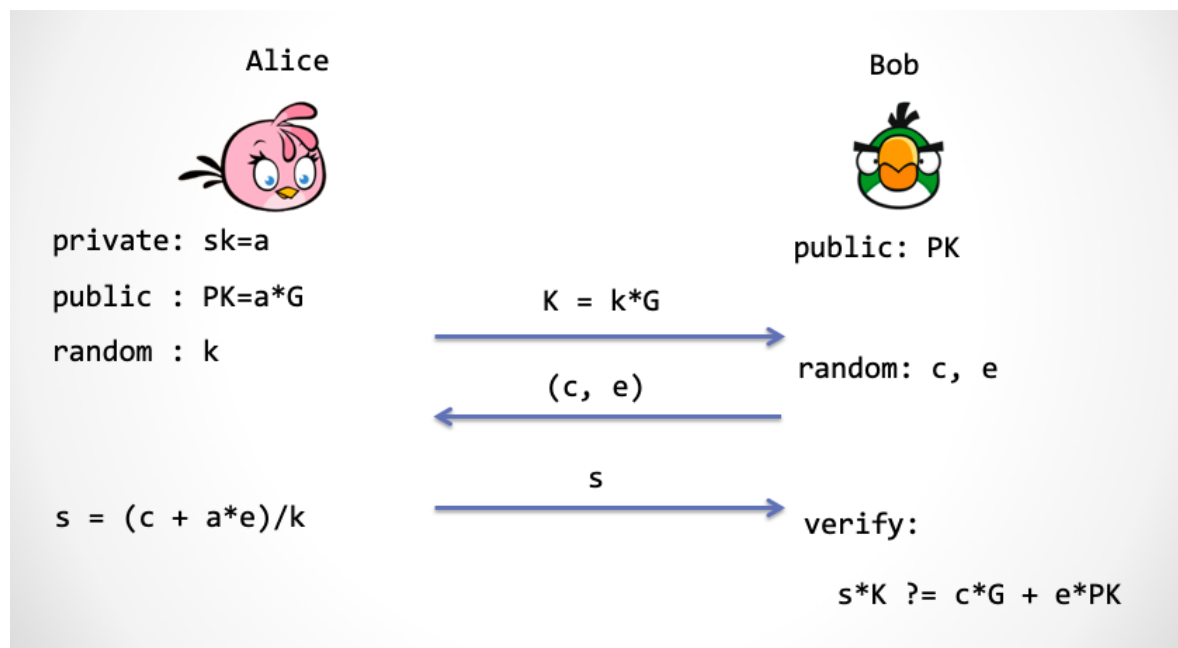 Alice
Bob
private: sk=a
public: PK
public : PK=a*G
K = k*G
random : k
random: c, e
(c, e)
s
s = (c + a*e)/k
verify:
s*K ?= c*G + e*PK